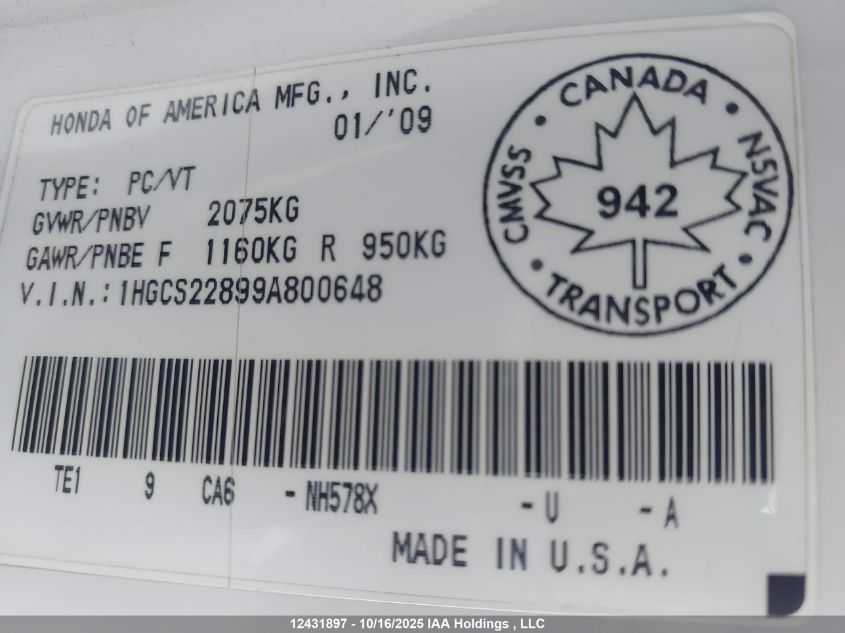 HONDA OF AMERICA MFG., INC.
01/'09
TYPE: PC/VT
GVWR/PNBV 2075KG
GAWR/PNBE F 1160KG R 950KG
V.I.N.: 1HGCS22899A800648
CANADA
CMVSS
942
NSVAC
TRANSPORT
TE1 9 CA6 - NH578X - U - A
MADE IN U.S.A.
12431897 - 10/16/2025 IAA Holdings , LLC